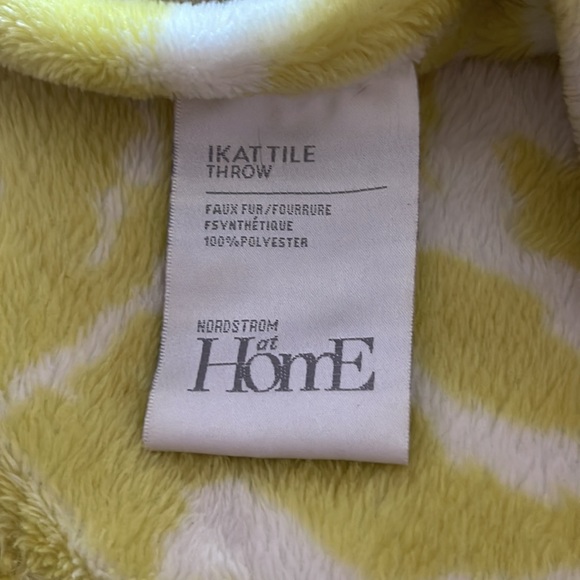 IKAT TILE
THROW
FAUX FUR/FOURRURE
FSYNTHÉTIQUE
100%POLYESTER
NORDSTROM
at
HomE